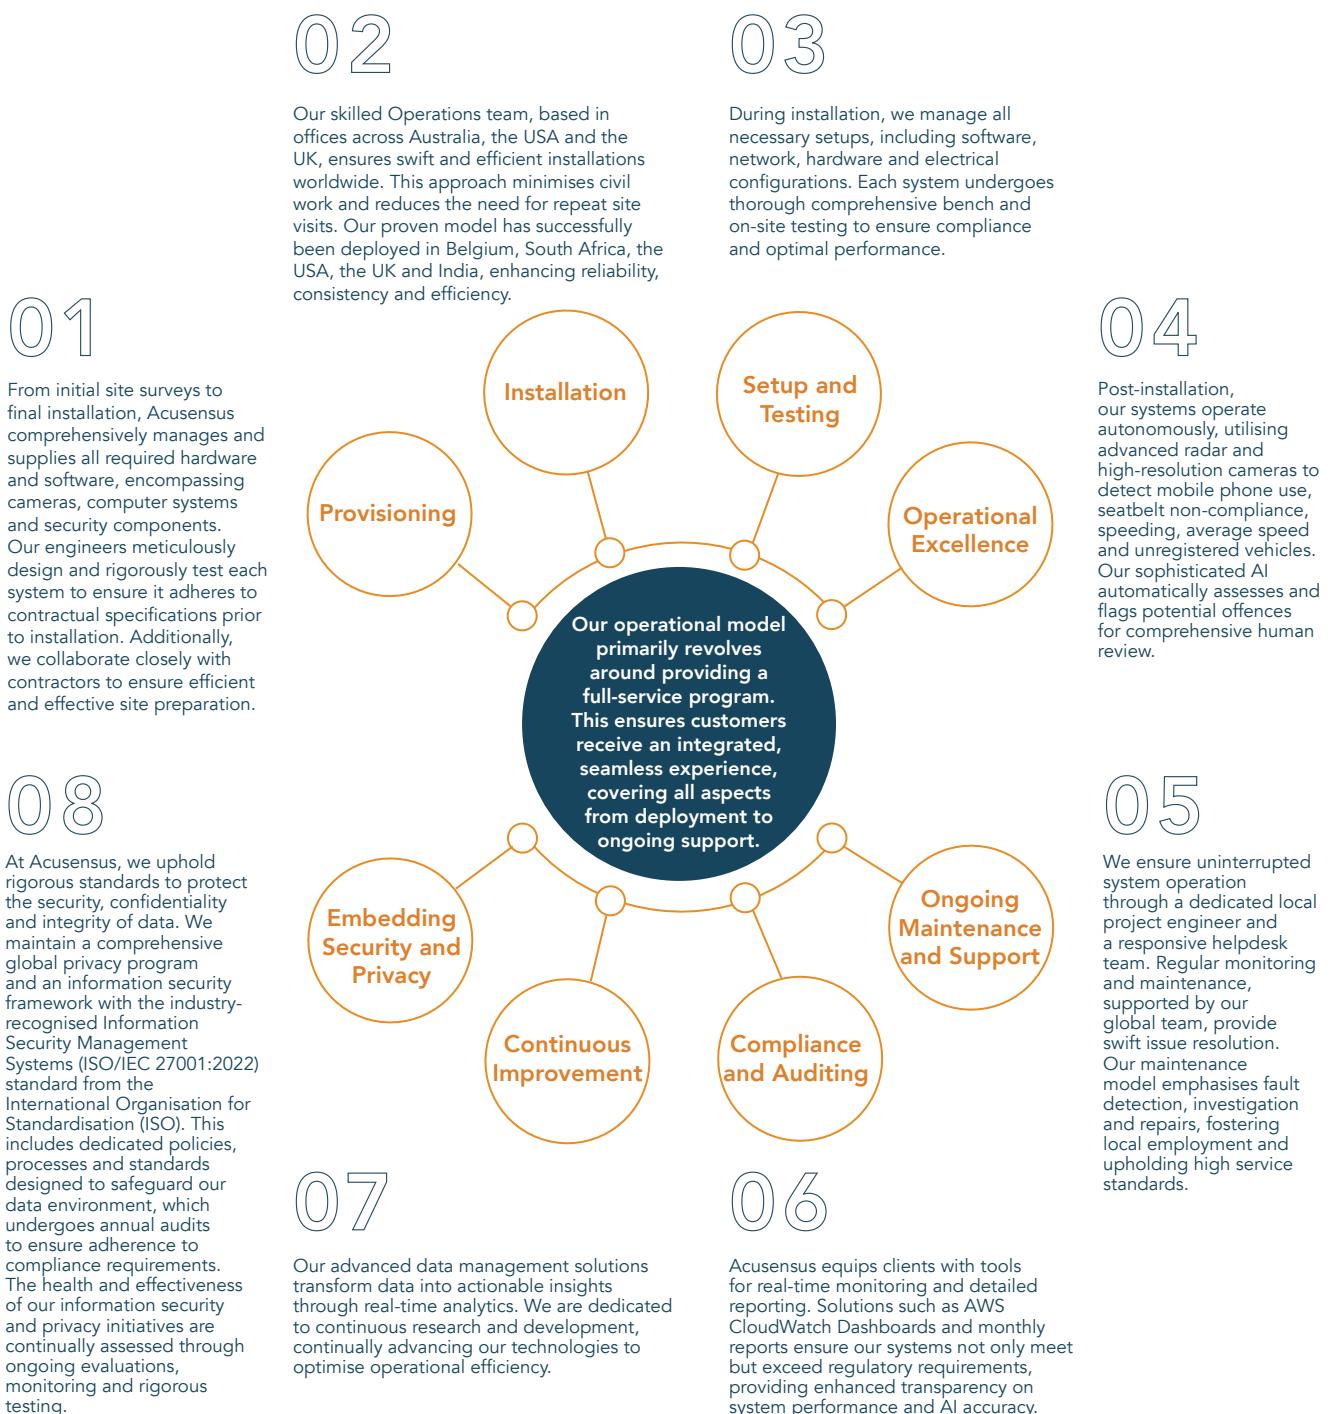 01
From initial site surveys to
final installation, Acusensus
comprehensively manages and
supplies all required hardware
and software, encompassing
cameras, computer systems
and security components.
Our engineers meticulously
design and rigorously test each
system to ensure it adheres to
contractual specifications prior
to installation. Additionally,
we collaborate closely with
contractors to ensure efficient
and effective site preparation.
02
Our skilled Operations team, based in
offices across Australia, the USA and the
UK, ensures swift and efficient installations
worldwide. This approach minimises civil
work and reduces the need for repeat site
visits. Our proven model has successfully
been deployed in Belgium, South Africa, the
USA, the UK and India, enhancing reliability,
consistency and efficiency.
03
During installation, we manage all
necessary setups, including software,
network, hardware and electrical
configurations. Each system undergoes
thorough comprehensive bench and
on-site testing to ensure compliance
and optimal performance.
04
Post-installation,
our systems operate
autonomously, utilising
advanced radar and
high-resolution cameras to
detect mobile phone use,
seatbelt non-compliance,
speeding, average speed
and unregistered vehicles.
Our sophisticated AI
automatically assesses and
flags potential offences
for comprehensive human
review.
Provisioning
Installation
Setup and
Testing
Operational
Excellence
Our operational model
primarily revolves
around providing a
full-service program.
This ensures customers
receive an integrated,
seamless experience,
covering all aspects
from deployment to
ongoing support.
Ongoing
Maintenance
and Support
Compliance
and Auditing
Continuous
Improvement
Embedding
Security and
Privacy
05
We ensure uninterrupted
system operation
through a dedicated local
project engineer and
a responsive helpdesk
team. Regular monitoring
and maintenance,
supported by our
global team, provide
swift issue resolution.
Our maintenance
model emphasises fault
detection, investigation
and repairs, fostering
local employment and
upholding high service
standards.
06
Acusensus equips clients with tools
for real-time monitoring and detailed
reporting. Solutions such as AWS
CloudWatch Dashboards and monthly
reports ensure our systems not only meet
but exceed regulatory requirements,
providing enhanced transparency on
system performance and AI accuracy.
07
Our advanced data management solutions
transform data into actionable insights
through real-time analytics. We are dedicated
to continuous research and development,
continually advancing our technologies to
optimise operational efficiency.
08
At Acusensus, we uphold
rigorous standards to protect
the security, confidentiality
and integrity of data. We
maintain a comprehensive
global privacy program
and an information security
framework with the industry-
recognised Information
Security Management
Systems (ISO/IEC 27001:2022)
standard from the
International Organisation for
Standardisation (ISO). This
includes dedicated policies,
processes and standards
designed to safeguard our
data environment, which
undergoes annual audits
to ensure adherence to
compliance requirements.
The health and effectiveness
of our information security
and privacy initiatives are
continually assessed through
ongoing evaluations,
monitoring and rigorous
testing.